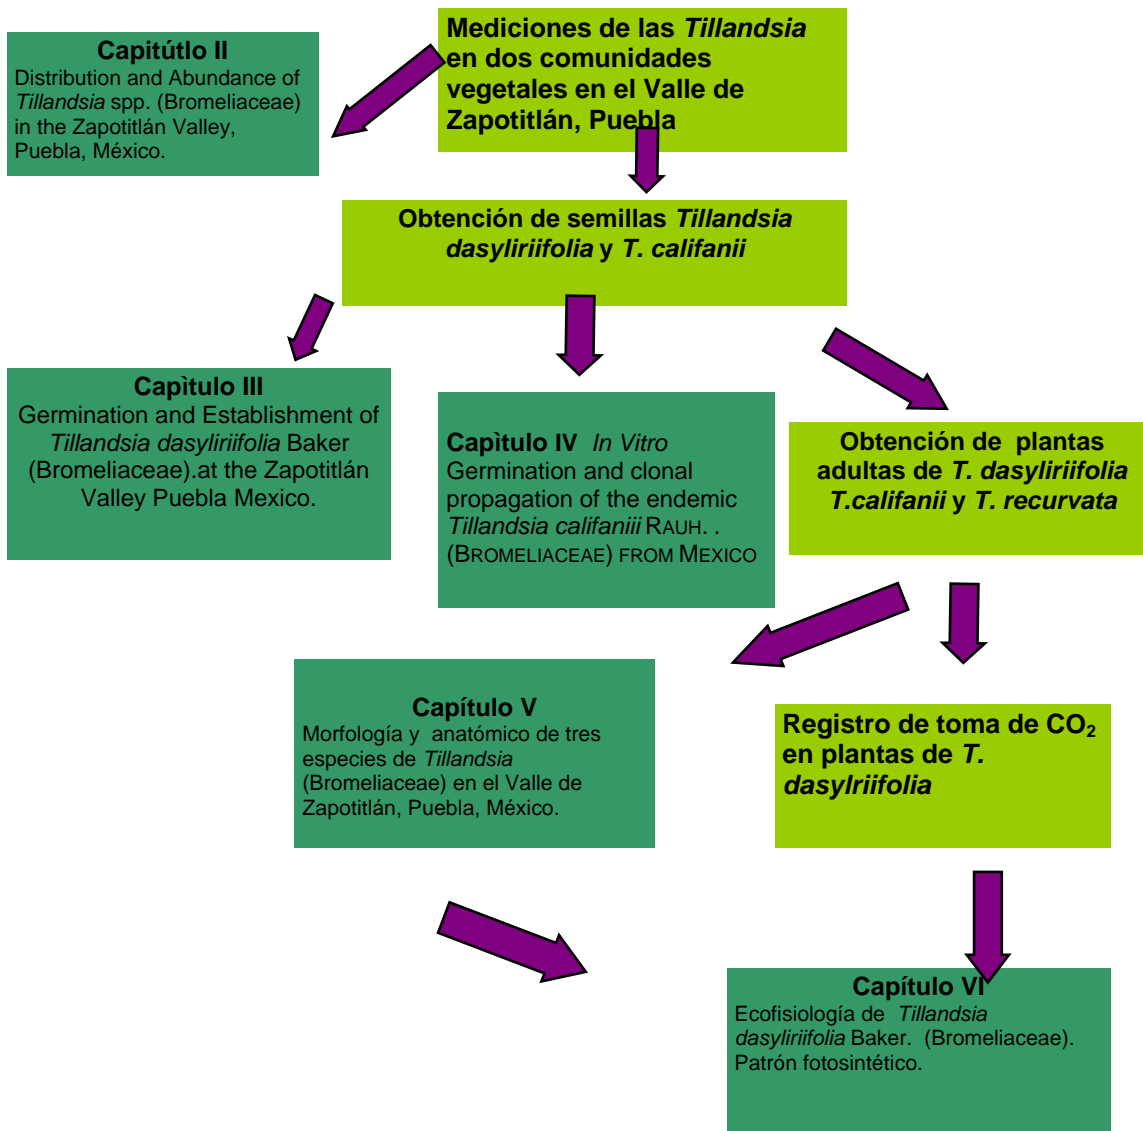 Mediciones de las Tillandsia
en dos comunidades
vegetales en el Valle de
Zapotitlán, Puebla
Capitútlo II
Distribution and Abundance of
Tillandsia spp. (Bromeliaceae)
in the Zapotitlán Valley,
Puebla, México.
Obtención de semillas Tillandsia
dasyliriifolia y T. califanii
Capìtulo III
Germination and Establishment of
Tillandsia dasyliriifolia Baker
(Bromeliaceae).at the Zapotitlán
Valley Puebla Mexico.
Capìtulo IV In Vitro
Germination and clonal
propagation of the endemic
Tillandsia califaniii RAUH. .
(BROMELIACEAE) FROM MEXICO
Obtención de plantas
adultas de T. dasyliriifolia
T.califanii y T. recurvata
Capítulo V
Morfología y anatómico de tres
especies de Tillandsia
(Bromeliaceae) en el Valle de
Zapotitlán, Puebla, México.
Registro de toma de CO₂
en plantas de T.
dasylriifolia
Capítulo VI
Ecofisiología de Tillandsia
dasyliriifolia Baker. (Bromeliaceae).
Patrón fotosintético.